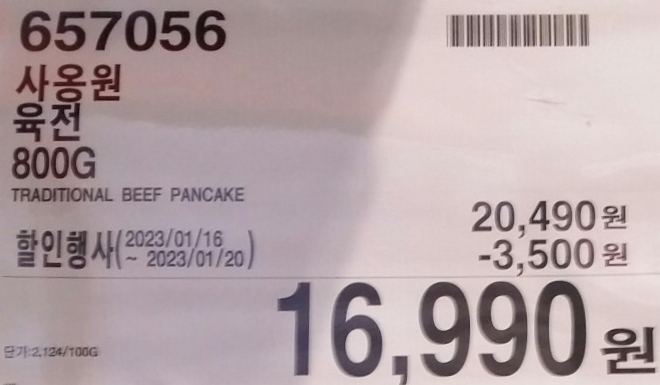 657056
사옹원
육전
800G
TRADITIONAL BEEF PANCAKE
20,490원
할인행사(2023/01/16 ~ 2023/01/20)
-3,500원
16,990원
단가:2,124/100G